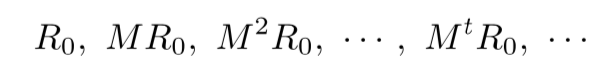 R₀, MR₀, M²R₀, ⋯ , MᵗR₀, ⋯